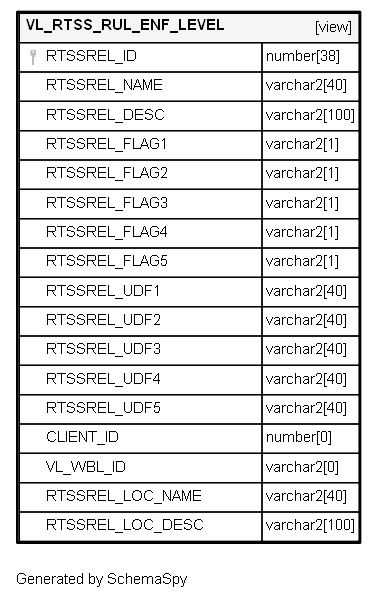 VL_RTSS_RUL_ENF_LEVEL [view]
RTSSREL_ID number[38]
RTSSREL_NAME varchar2[40]
RTSSREL_DESC varchar2[100]
RTSSREL_FLAG1 varchar2[1]
RTSSREL_FLAG2 varchar2[1]
RTSSREL_FLAG3 varchar2[1]
RTSSREL_FLAG4 varchar2[1]
RTSSREL_FLAG5 varchar2[1]
RTSSREL_UDF1 varchar2[40]
RTSSREL_UDF2 varchar2[40]
RTSSREL_UDF3 varchar2[40]
RTSSREL_UDF4 varchar2[40]
RTSSREL_UDF5 varchar2[40]
CLIENT_ID number[0]
VL_WBL_ID varchar2[0]
RTSSREL_LOC_NAME varchar2[40]
RTSSREL_LOC_DESC varchar2[100]
Generated by SchemaSpy